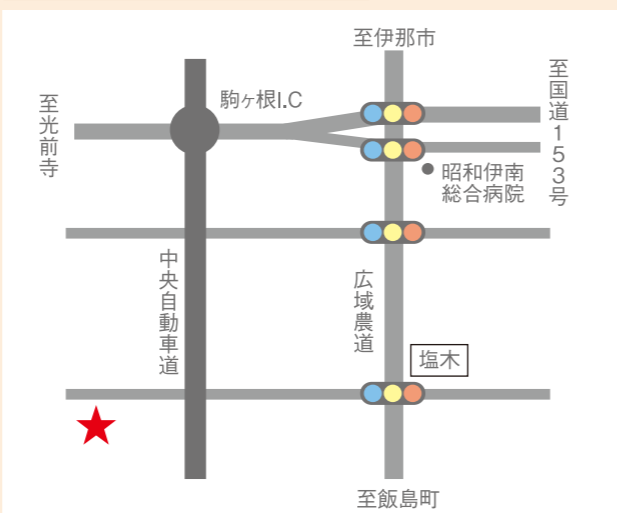 至伊那市
駒ヶ根I.C
至光前寺
至国道153号
昭和伊南
総合病院
中央自動車道
広域農道
塩木
至飯島町